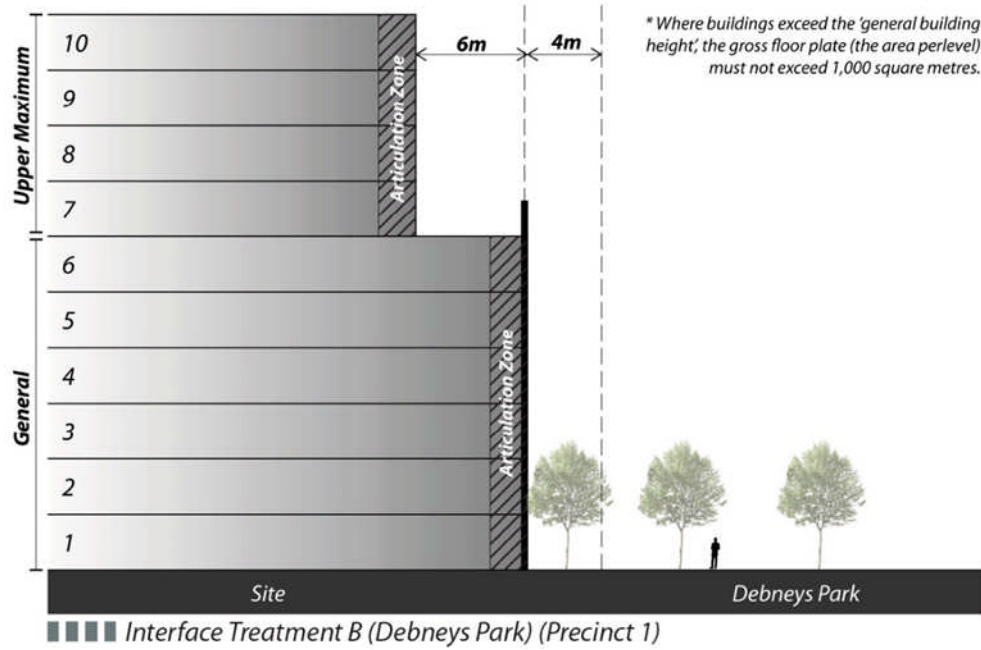 * Where buildings exceed the 'general building
height', the gross floor plate (the area perlevel)
must not exceed 1,000 square metres.
6m
4m
Upper Maximum
10
9
8
7
Articulation Zone
General
6
5
4
3
2
1
Articulation Zone
Site
Debneys Park
Interface Treatment B (Debneys Park) (Precinct 1)